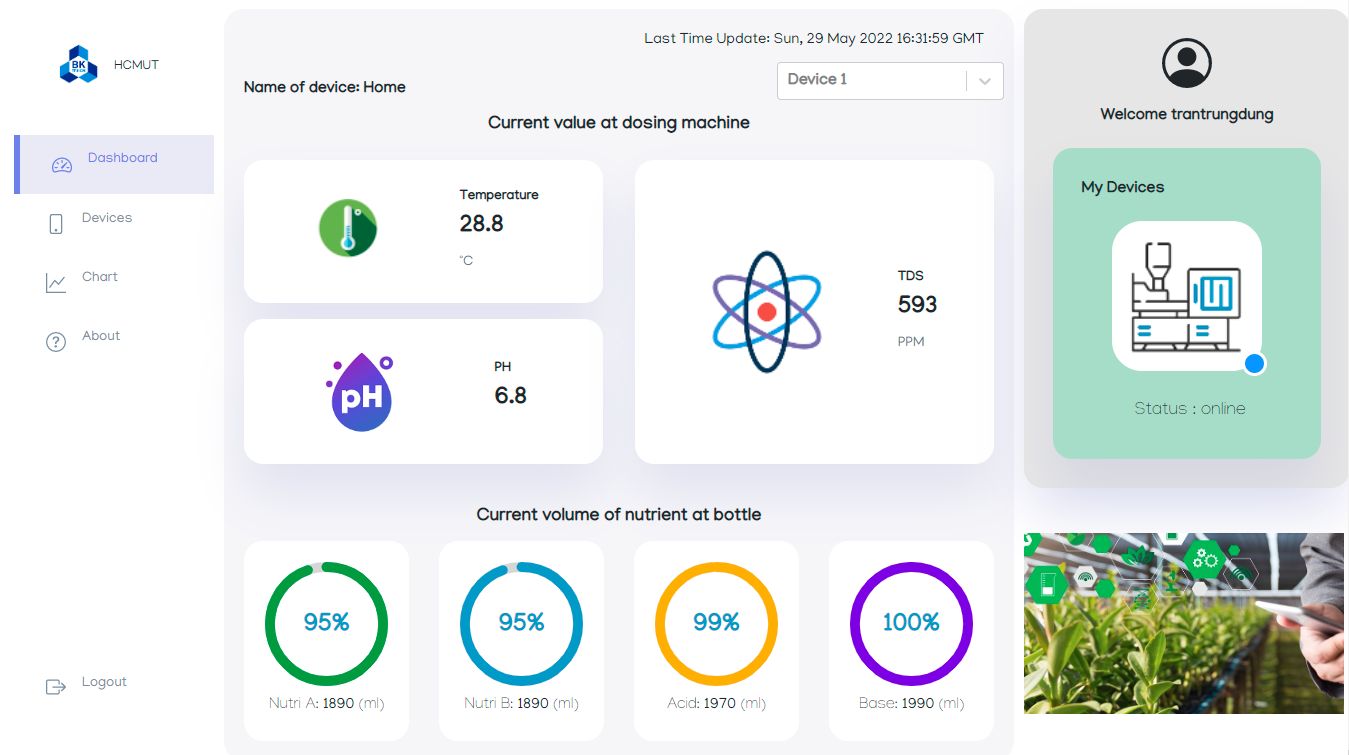 BK
TP.HCM
HCMUT
Dashboard
Devices
Chart
About
Logout
Last Time Update: Sun, 29 May 2022 16:31:59 GMT
Name of device: Home
Device 1
Current value at dosing machine
Temperature
28.8
°C
pH
PH
6.8
TDS
593
PPM
Current volume of nutrient at bottle
95%
Nutri A: 1890 (ml)
95%
Nutri B: 1890 (ml)
99%
Acid: 1970 (ml)
100%
Base: 1990 (ml)
Welcome trantrungdung
My Devices
Status : online